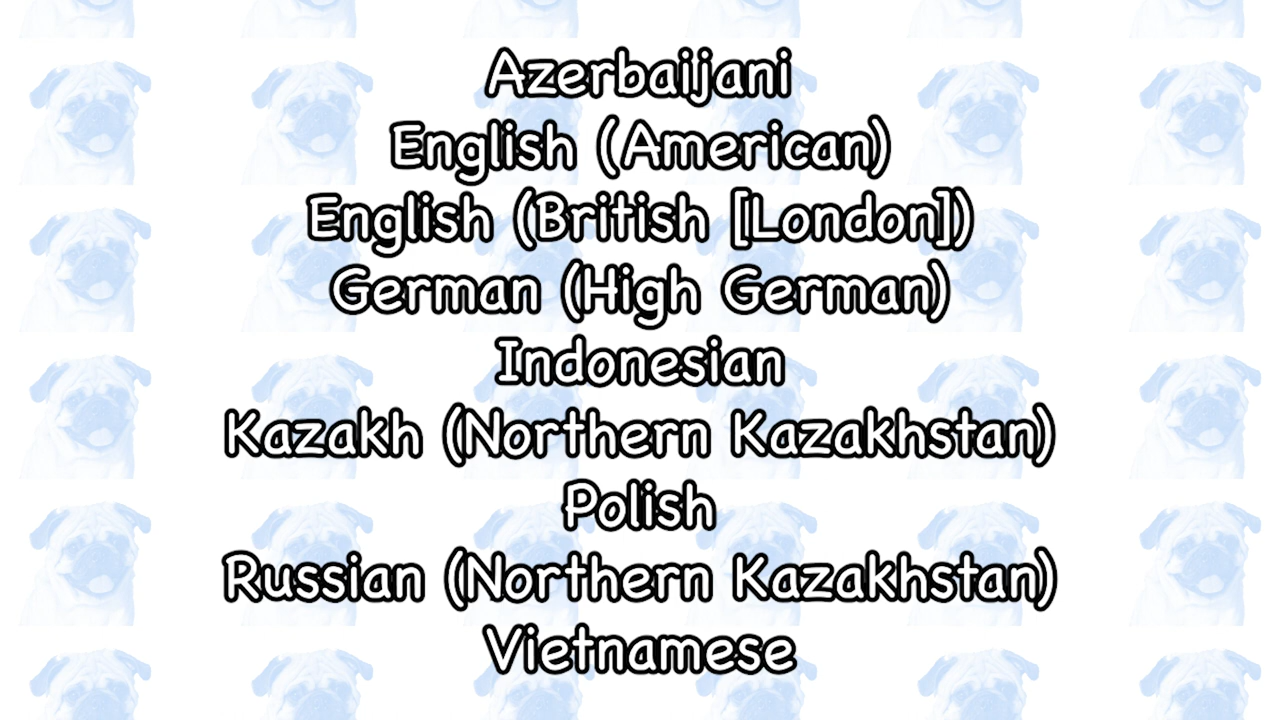 Azerbaijani
English (American)
English (British [London])
German (High German)
Indonesian
Kazakh (Northern Kazakhstan)
Polish
Russian (Northern Kazakhstan)
Vietnamese